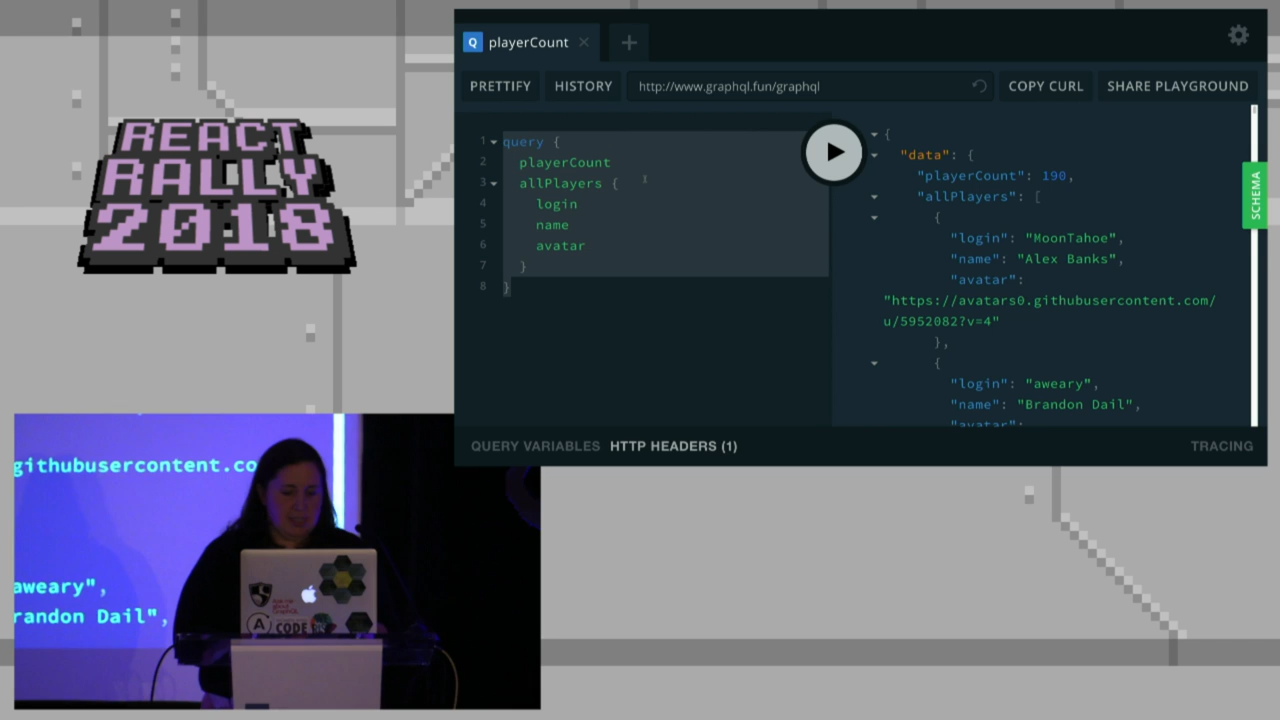 REACT
RALLY
2018
Q playerCount
PRETTIFY HISTORY http://www.graphql.fun/graphql COPY CURL SHARE PLAYGROUND
1 query {
2 playerCount
3 allPlayers {
4 login
5 name
6 avatar
7 }
8 }
{
"data": {
"playerCount": 190,
"allPlayers": [
{
"login": "MoonTahoe",
"name": "Alex Banks",
"avatar":
"https://avatars0.githubusercontent.com/
u/5952082?v=4"
},
{
"login": "aweary",
"name": "Brandon Dail",
"avatar":
SCHEMA
QUERY VARIABLES HTTP HEADERS (1) TRACING
githubusercontent.co
aweary",
randon Dail",
CODE